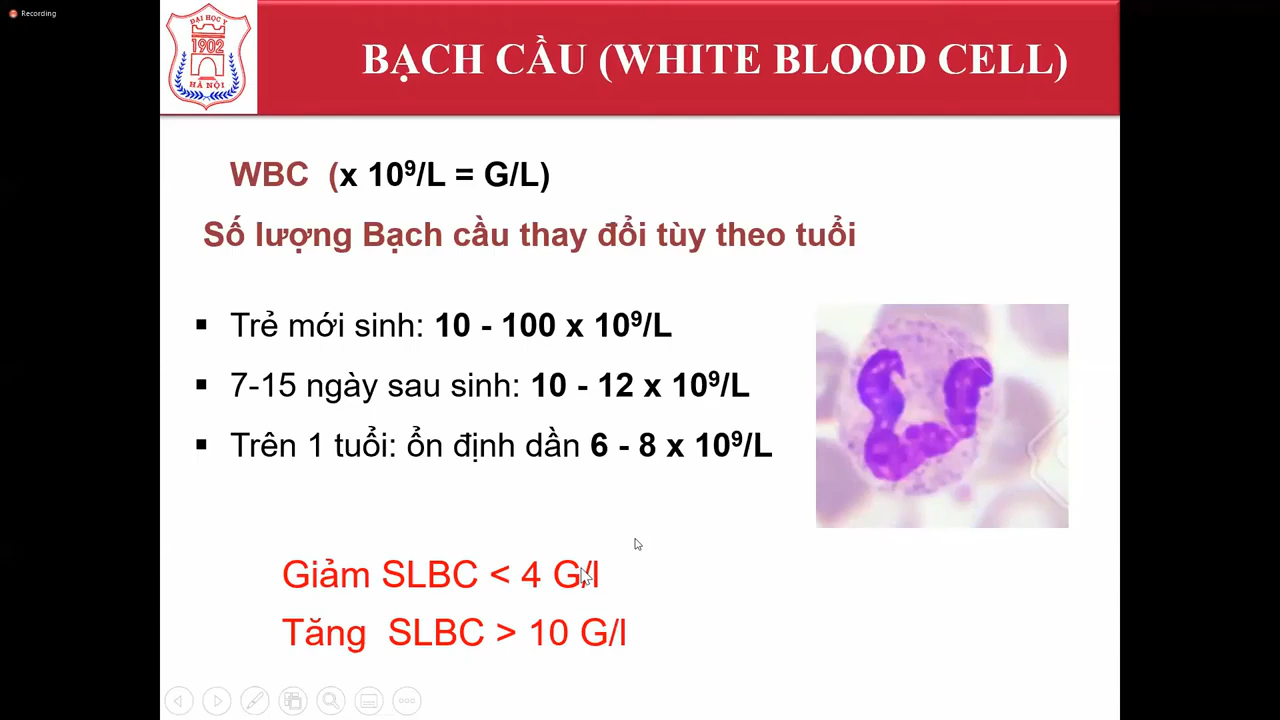 Recording
ĐẠI HỌC Y
1902
HÀ NỘI
BẠCH CẦU (WHITE BLOOD CELL)
WBC (x 10⁹/L = G/L)
Số lượng Bạch cầu thay đổi tùy theo tuổi
▪ Trẻ mới sinh: 10 - 100 x 10⁹/L
▪ 7-15 ngày sau sinh: 10 - 12 x 10⁹/L
▪ Trên 1 tuổi: ổn định dần 6 - 8 x 10⁹/L
Giảm SLBC < 4 G/l
Tăng SLBC > 10 G/l